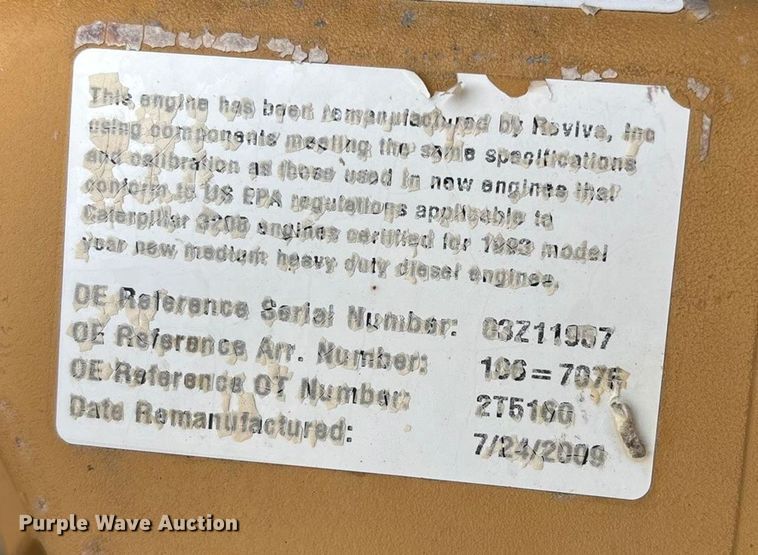 This engine has been remanufactured by Reviva, Inc
using components meeting the same specifications
and calibration as those used in new engines that
conform to US EPA regulations applicable to
Caterpillar 3208 engines certified for 1993 model
year new medium heavy duty diesel engines.
OE Reference Serial Number: 03Z11967
OE Reference Arr. Number: 106=7076
OE Reference OT Number: 2T5160
Date Remanufactured: 7/24/2009
Purple Wave Auction